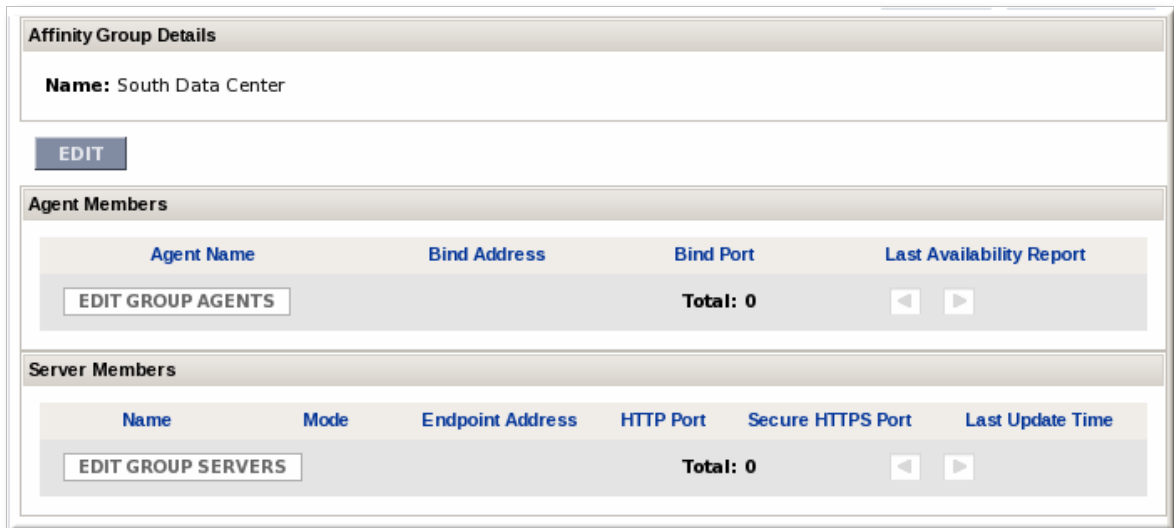 Affinity Group Details
Name: South Data Center
EDIT
Agent Members
Agent Name Bind Address Bind Port Last Availability Report
EDIT GROUP AGENTS Total: 0
Server Members
Name Mode Endpoint Address HTTP Port Secure HTTPS Port Last Update Time
EDIT GROUP SERVERS Total: 0